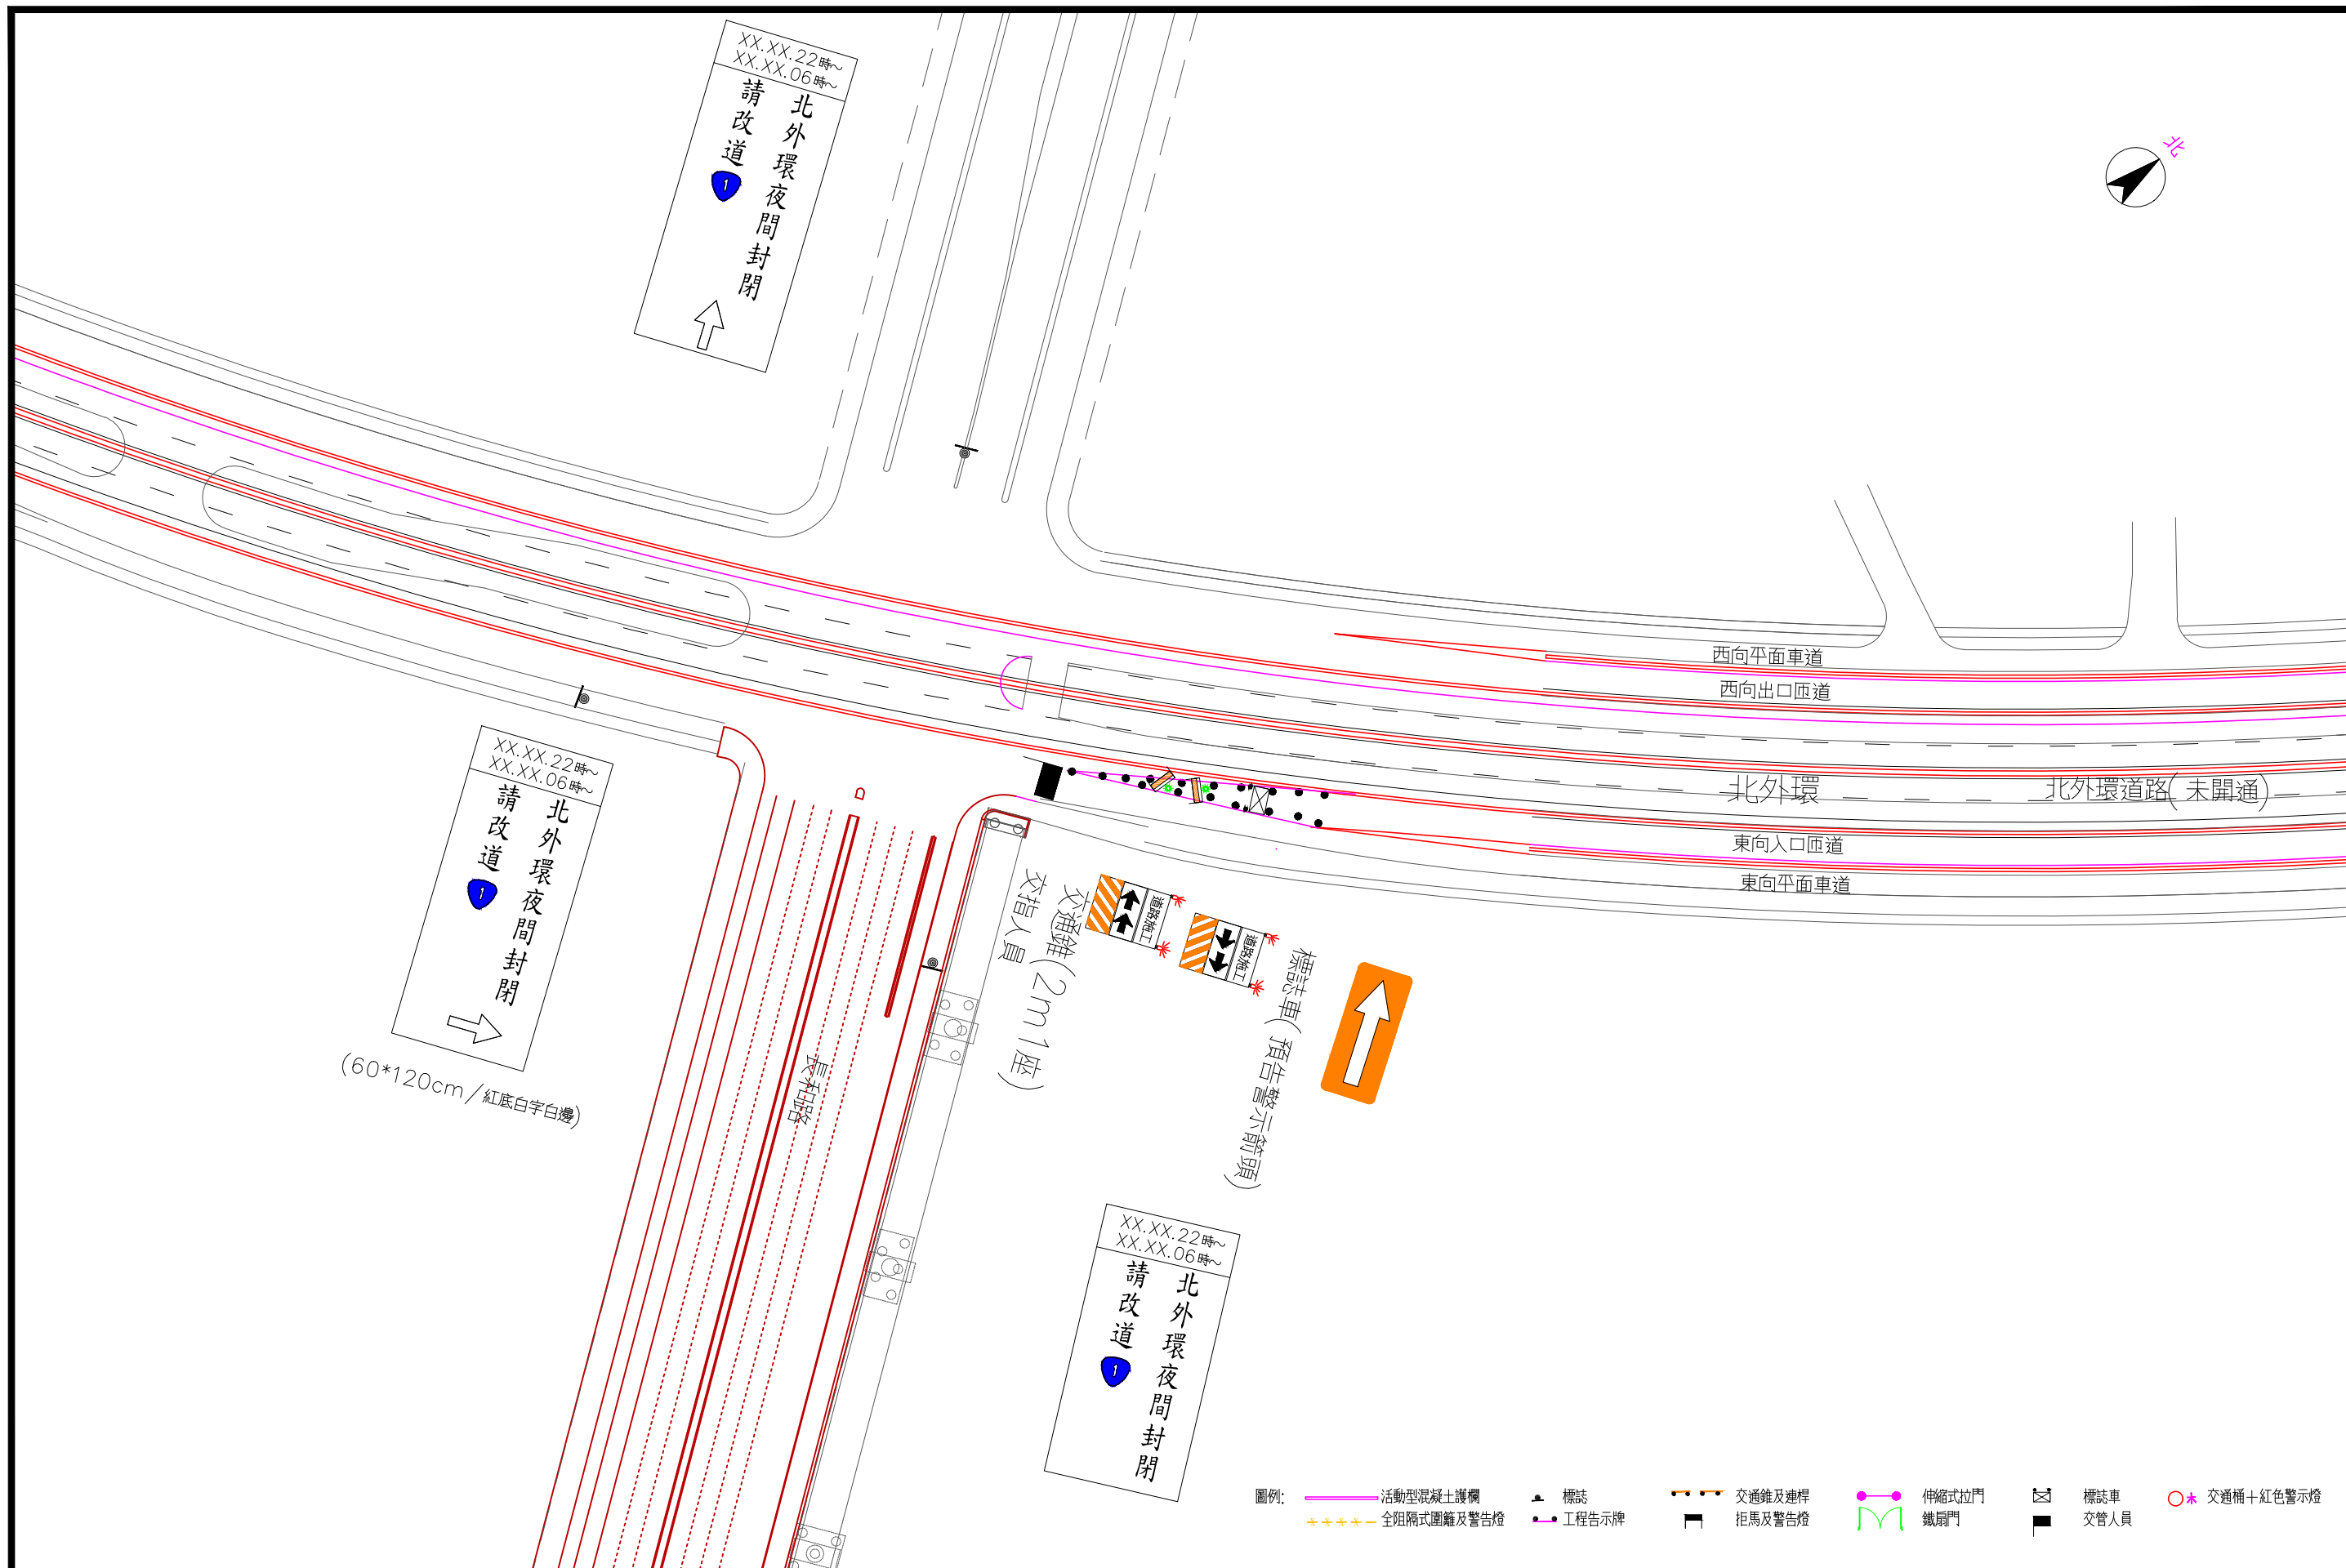 XX.XX.22時~
XX.XX.06時~
北外環夜間封閉
請改道
1
北
西向平面車道
西向出口匝道
北外環
北外環道路(未開通)
東向入口匝道
東向平面車道
XX.XX.22時~
XX.XX.06時~
北外環夜間封閉
請改道
1
(60*120cm/紅底白字白邊)
長和路
交指人員
交通錐(2m1座)
道路施工
道路施工
標誌車(預告警示箭頭)
XX.XX.22時~
XX.XX.06時~
北外環夜間封閉
請改道
1
圖例:
活動型混凝土護欄
標誌
交通錐及連桿
伸縮式拉門
標誌車
交通桶+紅色警示燈
全阻隔式圍籬及警告燈
工程告示牌
拒馬及警告燈
鐵扇門
交管人員